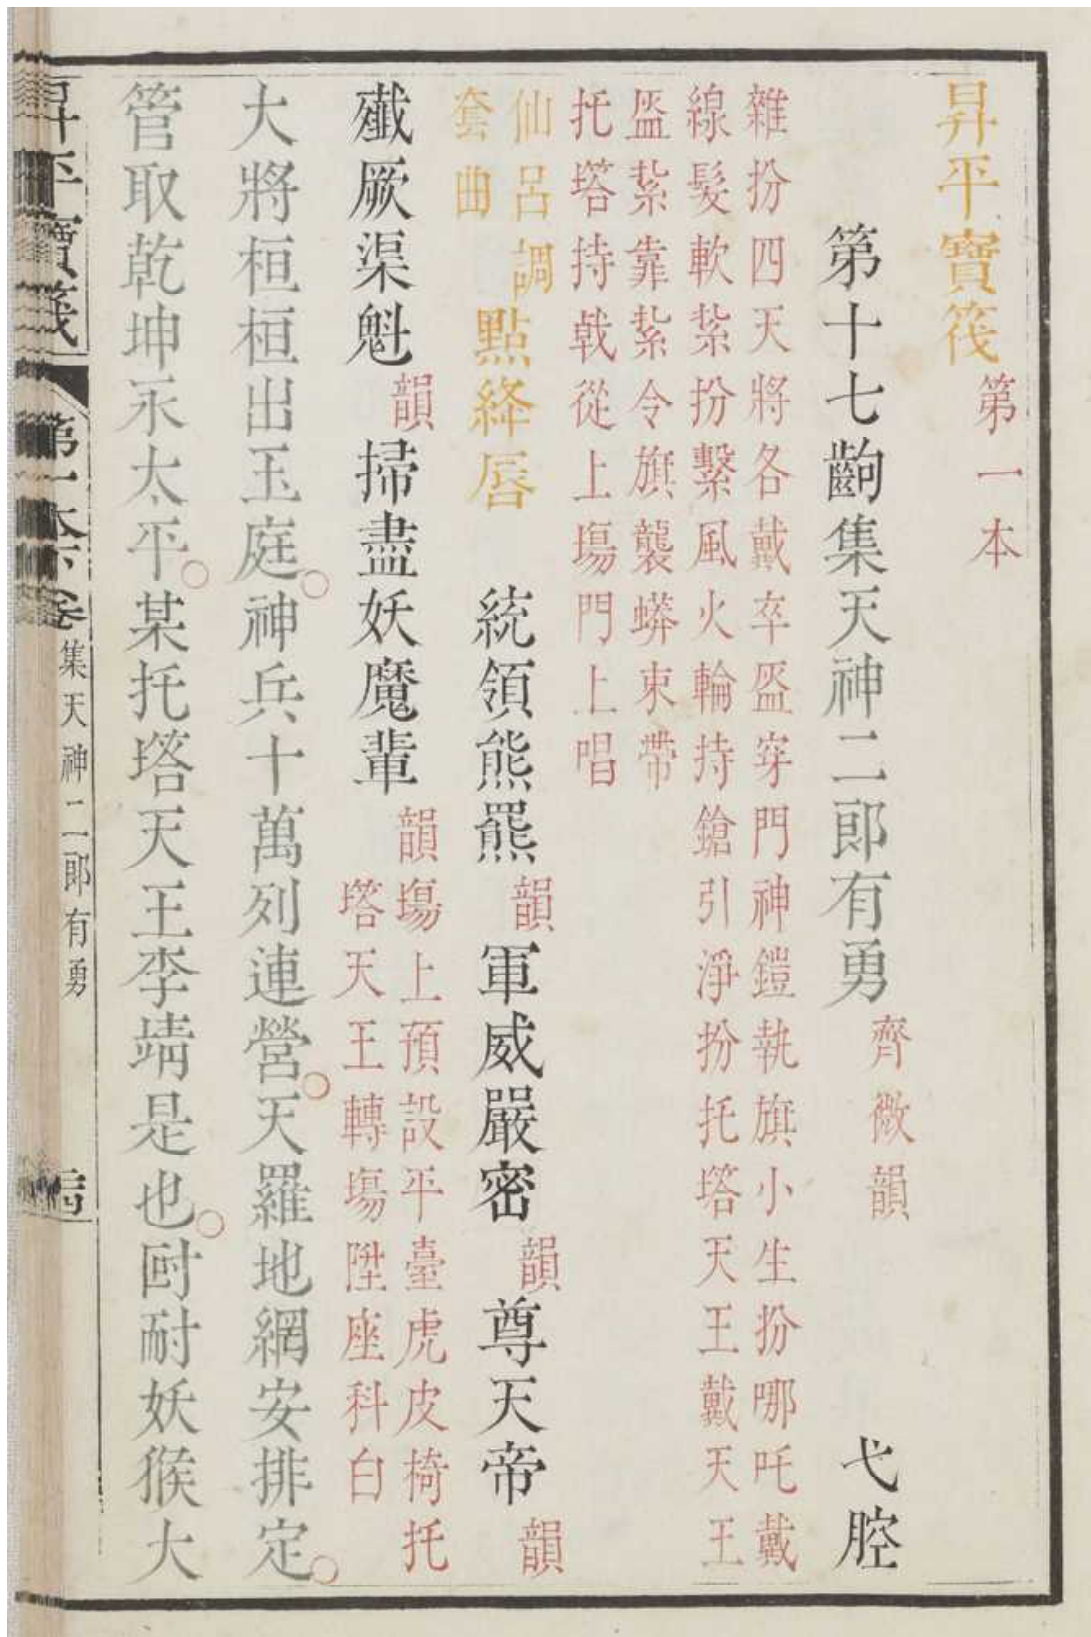 昇平寶筏第一本
第十七齣集天神二郎有勇齊微韻　弋腔
雜扮四天將各戴卒盔穿門神鎧執旗小生扮哪吒戴
線髮軟紮扮繫風火輪持鎗引淨扮托塔天王戴天王
盔紮靠紮令旗襲蟒束帶
托塔持戟從上場門上唱
仙呂調
套曲
點絳唇　統領熊羆韻軍威嚴密韻尊天帝韻
殲厥渠魁韻掃盡妖魔輩韻
場上預設平臺虎皮椅托
塔天王轉場陞座科白
大將桓桓出玉庭。神兵十萬列連營。天羅地網安排定。
管取乾坤永太平。某托塔天王李靖是也。叵耐妖猴大
昇平寶筏　第一本下卷集天神二郎有勇